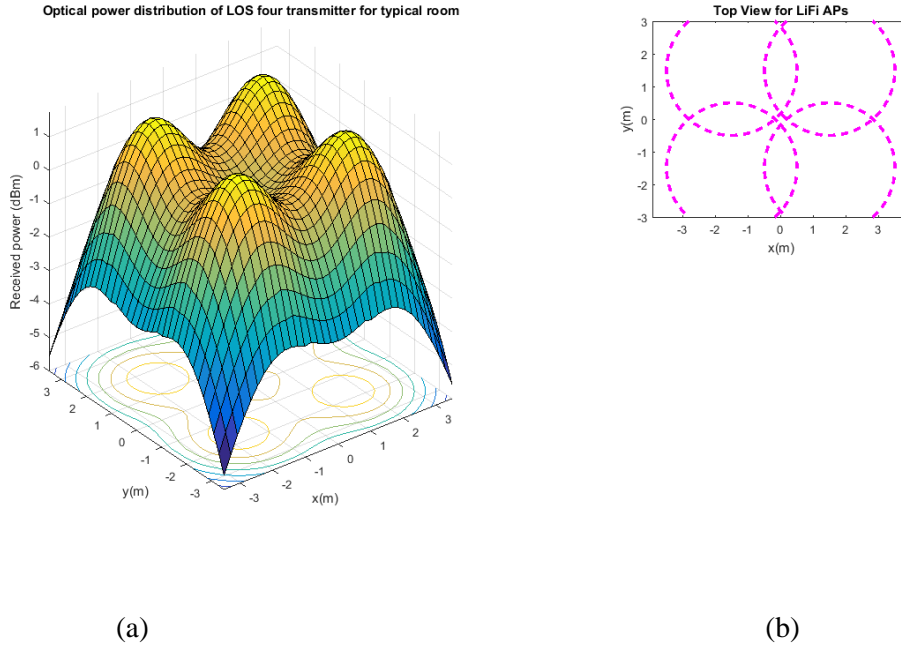 Optical power distribution of LOS four transmitter for typical room
Received power (dBm)
1
0
-1
-2
-3
-4
-5
-6
3
2
1
0
-1
-2
-3
y(m)
-3
-2
-1
0
1
2
3
x(m)
Top View for LiFi APs
y(m)
3
2
1
0
-1
-2
-3
-3 -2 -1 0 1 2 3
x(m)
(a)
(b)